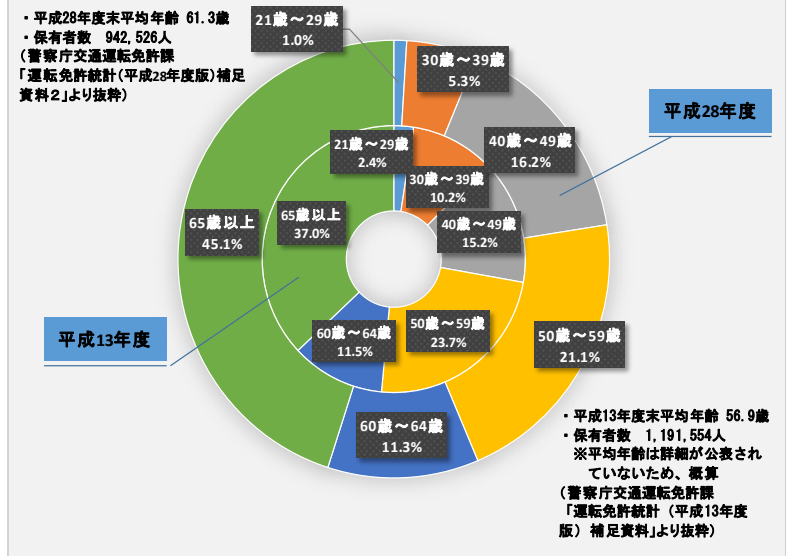 ・平成28年度末平均年齢 61.3歳
・保有者数　942,526人
（警察庁交通運転免許課
「運転免許統計（平成28年度版）補足
資料２」より抜粋）
21歳～29歳
1.0%
30歳～39歳
5.3%
平成28年度
40歳～49歳
16.2%
21歳～29歳
2.4%
30歳～39歳
10.2%
65歳以上
45.1%
65歳以上
37.0%
40歳～49歳
15.2%
平成13年度
60歳～64歳
11.5%
50歳～59歳
23.7%
50歳～59歳
21.1%
60歳～64歳
11.3%
・平成13年度末平均年齢 56.9歳
・保有者数　1,191,554人
※平均年齢は詳細が公表され
ていないため、概算
（警察庁交通運転免許課
「運転免許統計（平成13年度
版） 補足資料」より抜粋）